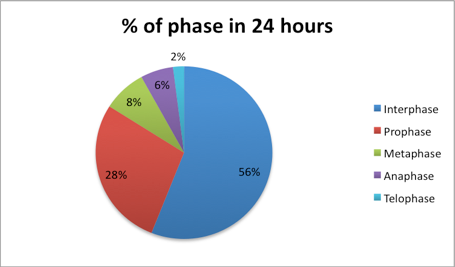 % of phase in 24 hours
2%
6%
8%
28%
56%
Interphase
Prophase
Metaphase
Anaphase
Telophase